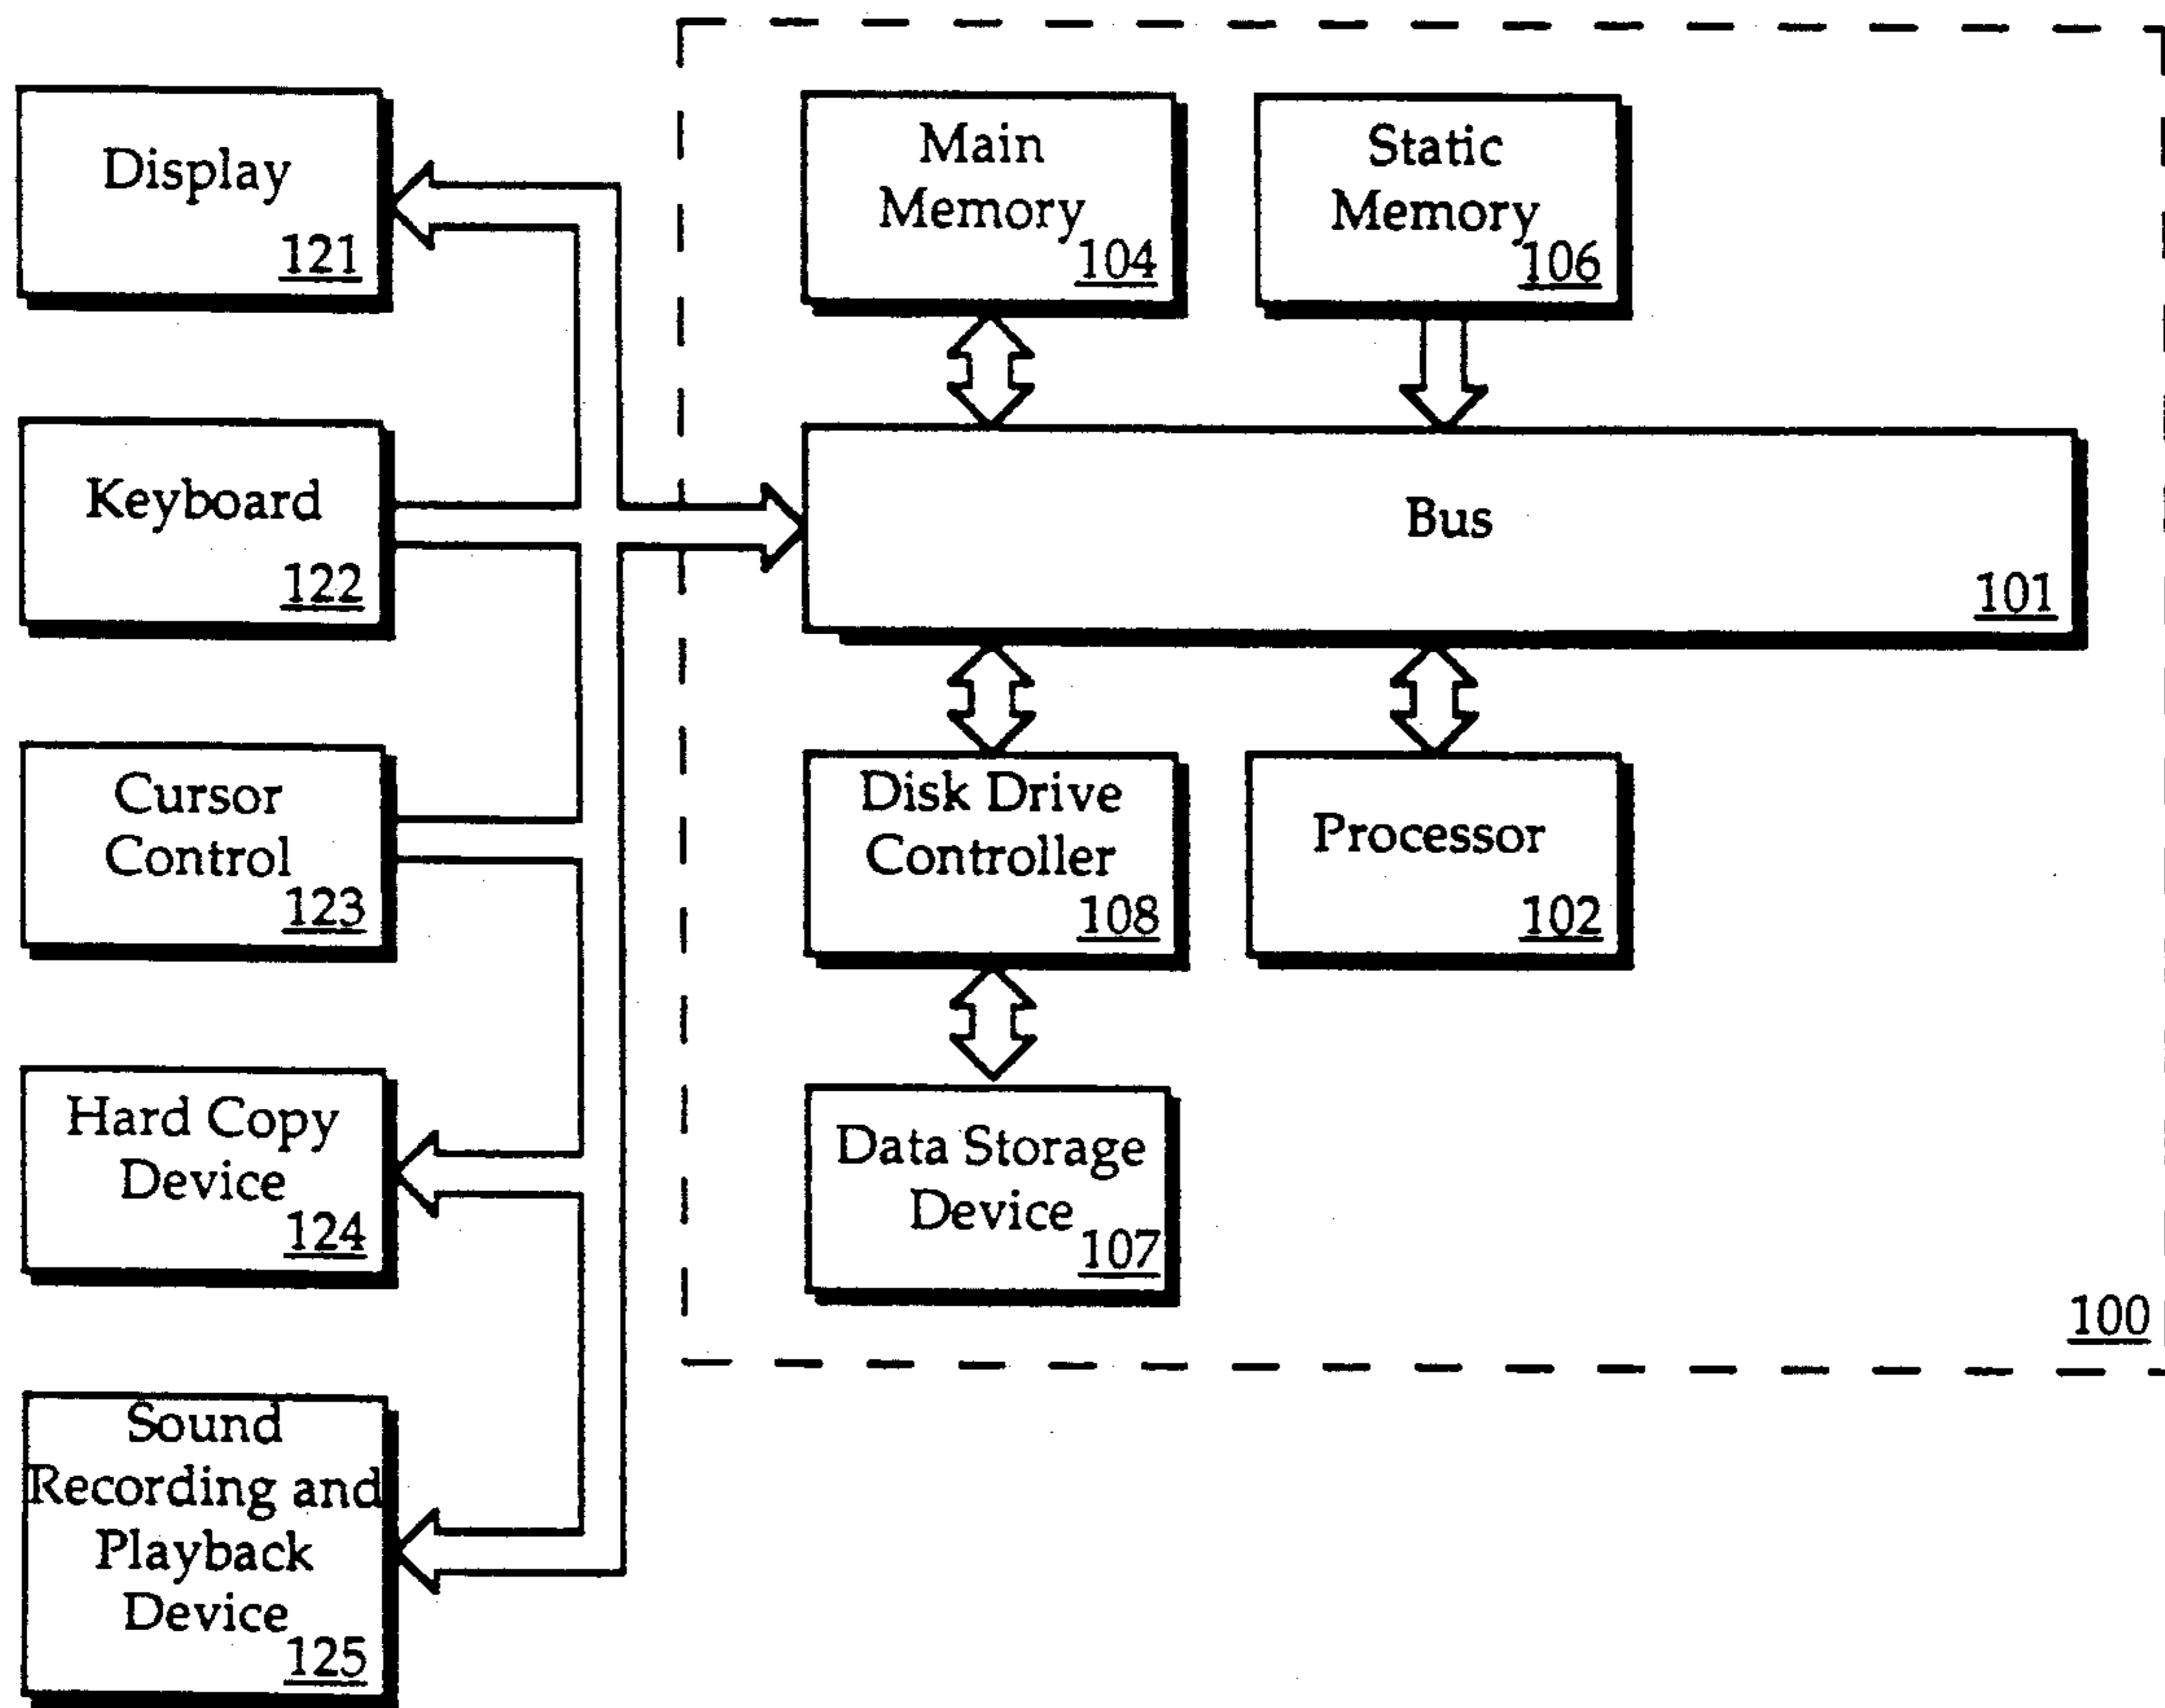 Display
121
Keyboard
122
Cursor
Control
123
Hard Copy
Device
124
Sound
Recording and
Playback
Device
125
Main
Memory
104
Static
Memory
106
Bus
101
Disk Drive
Controller
108
Processor
102
Data Storage
Device
107
100